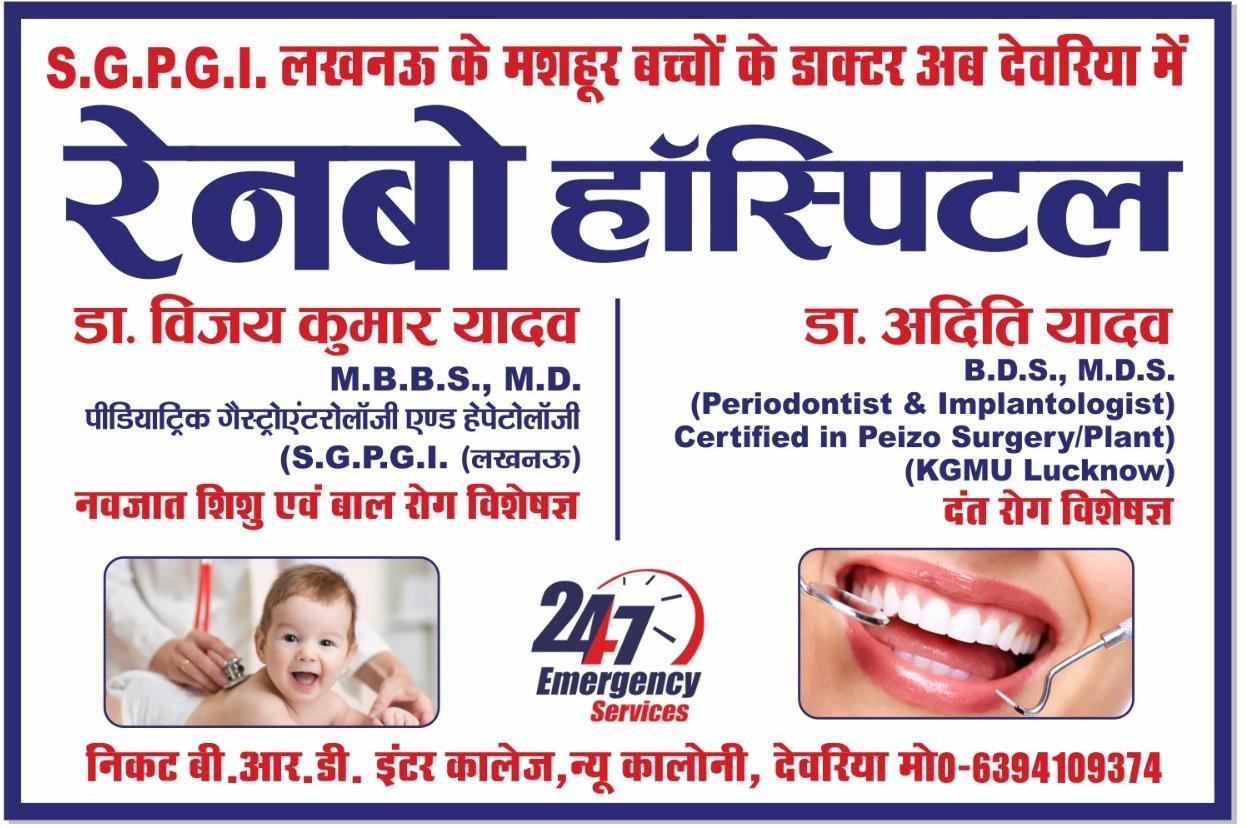 S.G.P.G.I. लखनऊ के मशहूर बच्चों के डाक्टर अब देवरिया में
रेनबो हॉस्पिटल
डा. विजय कुमार यादव
M.B.B.S., M.D.
पीडियाट्रिक गैस्ट्रोएंटरोलॉजी एण्ड हेपेटोलॉजी
(S.G.P.G.I. (लखनऊ)
नवजात शिशु एवं बाल रोग विशेषज्ञ
डा. अदिति यादव
B.D.S., M.D.S.
(Periodontist & Implantologist)
Certified in Peizo Surgery/Plant)
(KGMU Lucknow)
दंत रोग विशेषज्ञ
24/7
Emergency
Services
निकट बी.आर.डी. इंटर कालेज,न्यू कालोनी, देवरिया मो0-6394109374